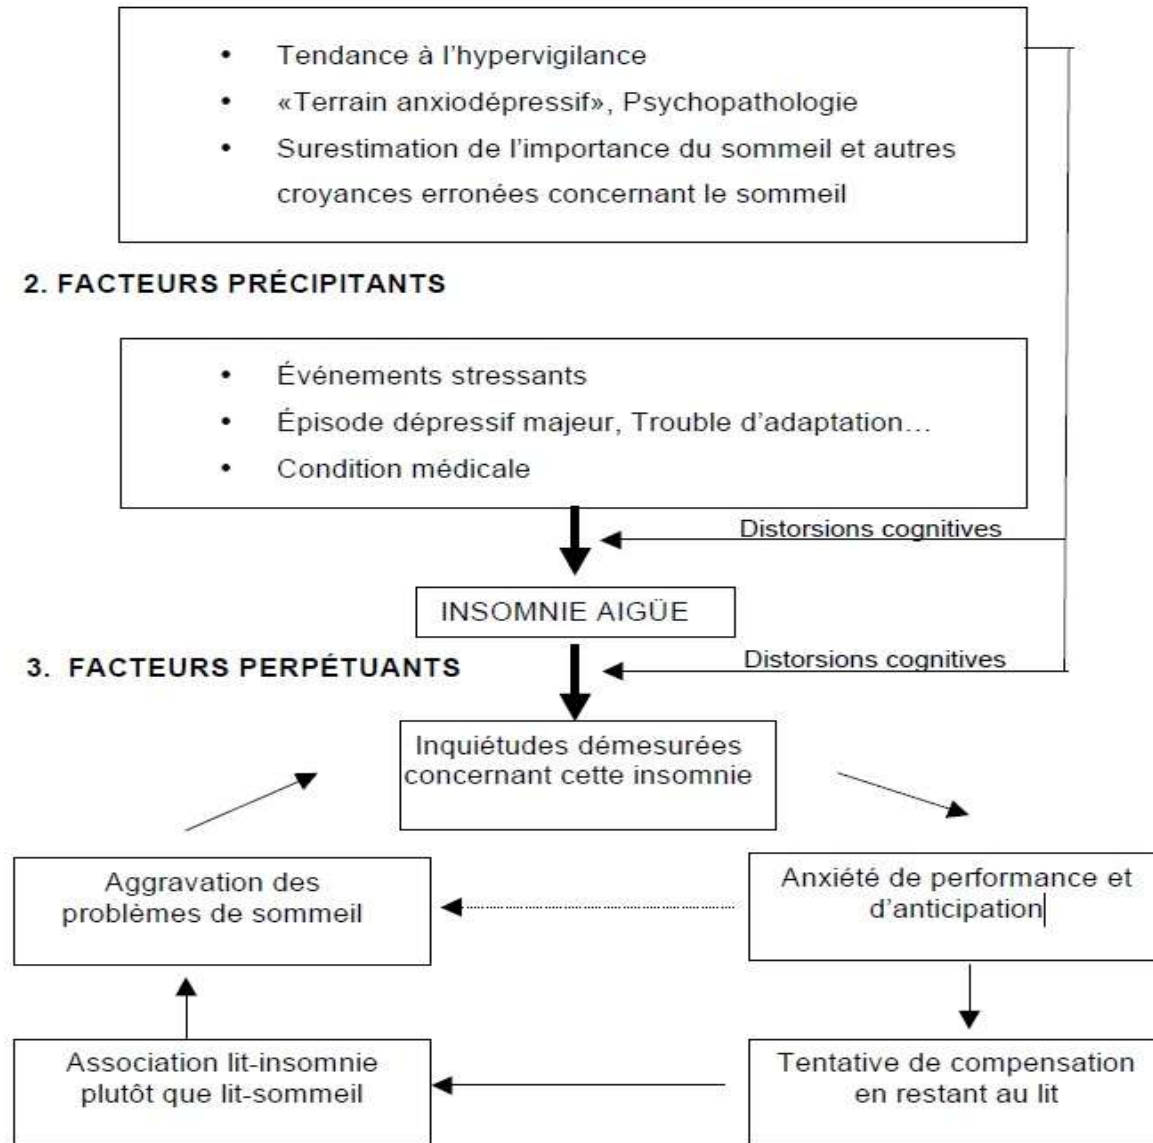 • Tendance à l'hypervigilance
• «Terrain anxiodépressif», Psychopathologie
• Surestimation de l'importance du sommeil et autres
croyances erronées concernant le sommeil
2. FACTEURS PRÉCIPITANTS
• Événements stressants
• Épisode dépressif majeur, Trouble d'adaptation…
• Condition médicale
Distorsions cognitives
INSOMNIE AIGÜE
3. FACTEURS PERPÉTUANTS
Distorsions cognitives
Inquiétudes démesurées
concernant cette insomnie
Anxiété de performance et
d'anticipation
Aggravation des
problèmes de sommeil
Tentative de compensation
en restant au lit
Association lit-insomnie
plutôt que lit-sommeil